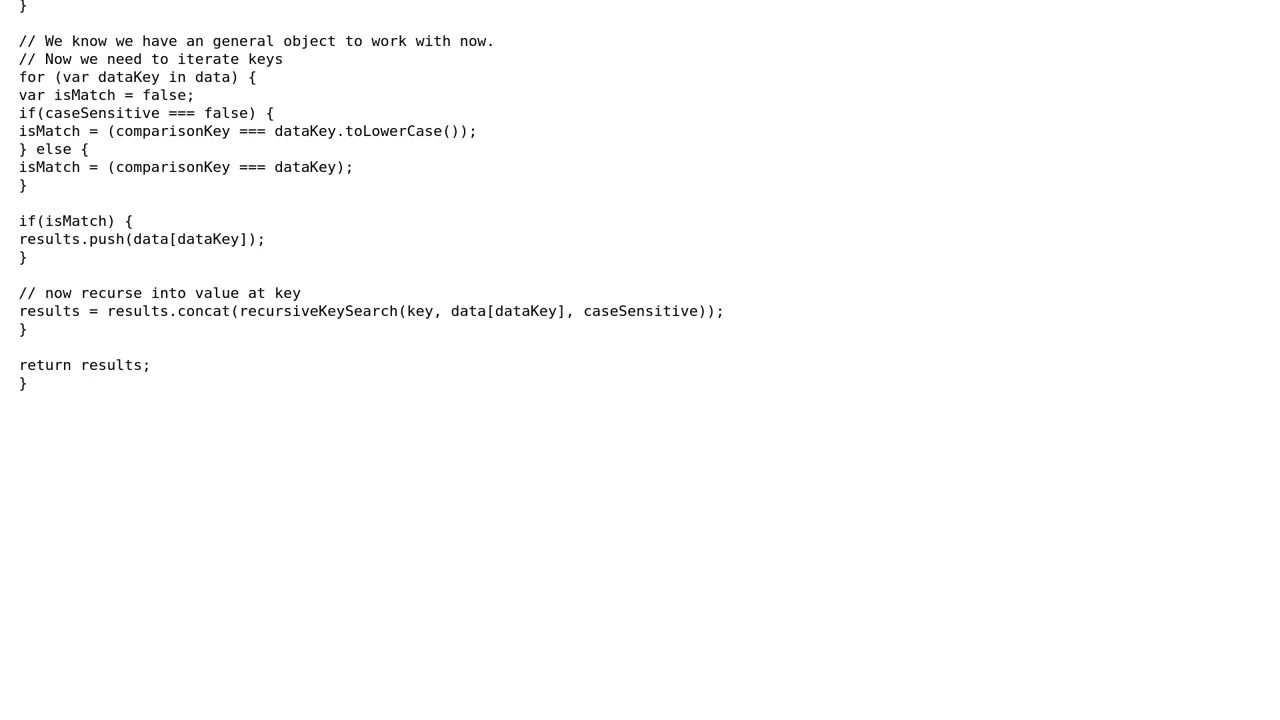 }
// We know we have an general object to work with now.
// Now we need to iterate keys
for (var dataKey in data) {
var isMatch = false;
if(caseSensitive === false) {
isMatch = (comparisonKey === dataKey.toLowerCase());
} else {
isMatch = (comparisonKey === dataKey);
}
if(isMatch) {
results.push(data[dataKey]);
}
// now recurse into value at key
results = results.concat(recursiveKeySearch(key, data[dataKey], caseSensitive));
}
return results;
}